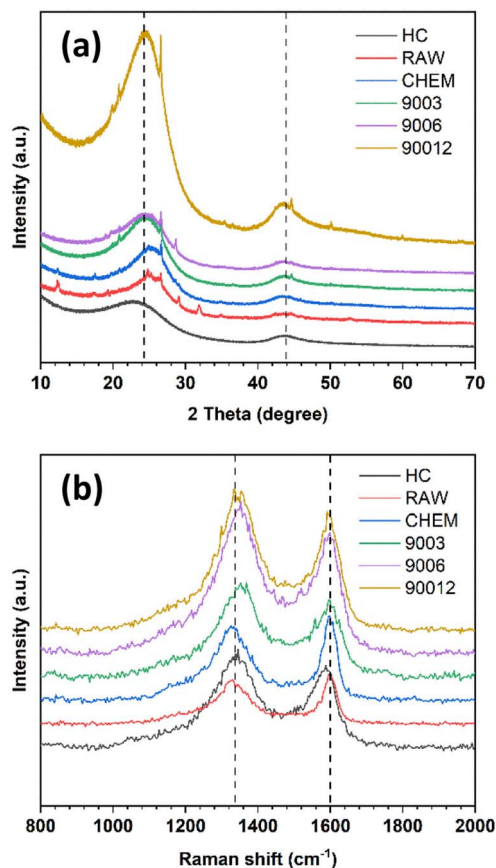 (a)
HC
RAW
CHEM
9003
9006
90012
Intensity (a.u.)
10 20 30 40 50 60 70
2 Theta (degree)
(b)
HC
RAW
CHEM
9003
9006
90012
Intensity (a.u.)
800 1000 1200 1400 1600 1800 2000
Raman shift (cm⁻¹)